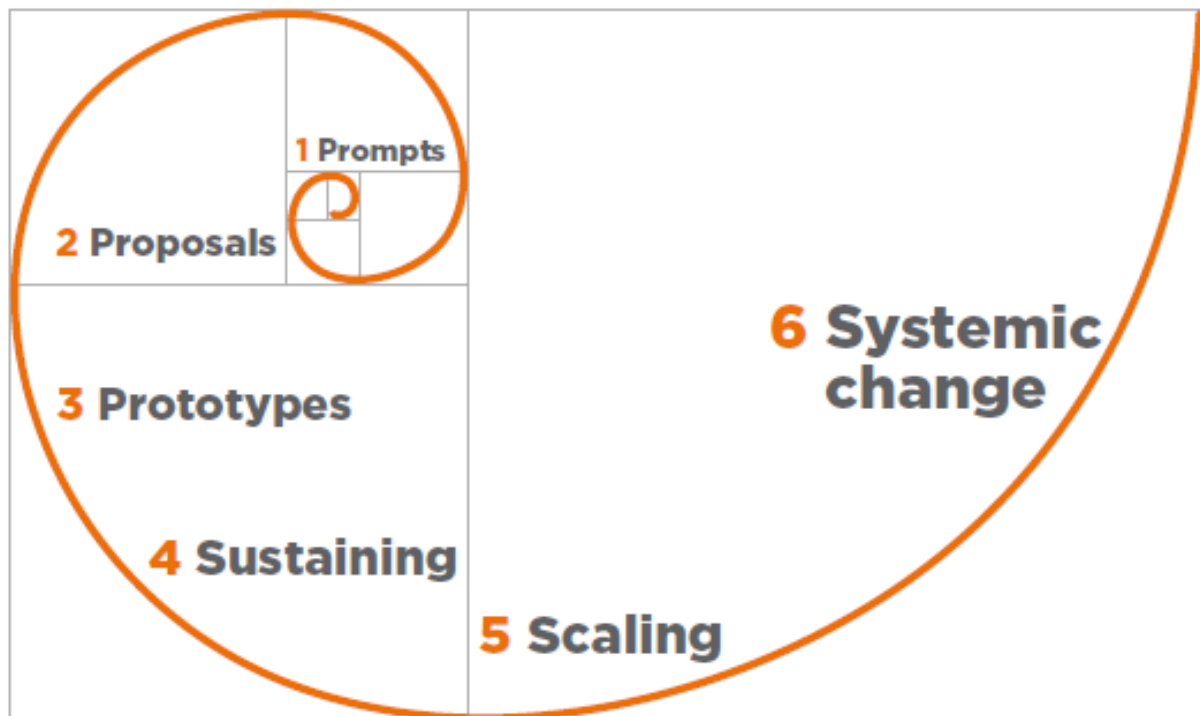 1 Prompts
2 Proposals
3 Prototypes
4 Sustaining
5 Scaling
6 Systemic
change